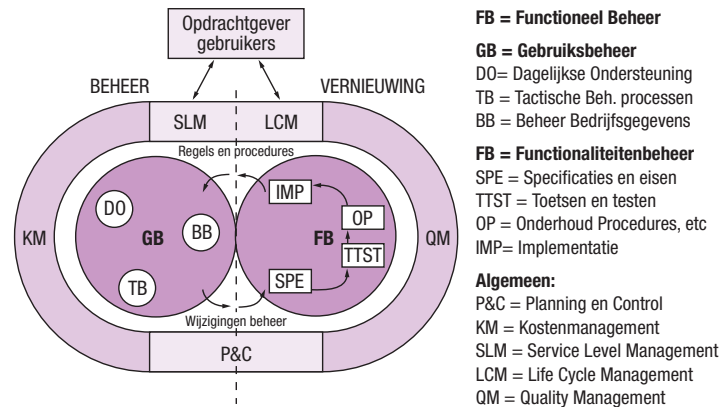 Opdrachtgever
gebruikers
BEHEER
VERNIEUWING
SLM
LCM
Regels en procedures
IMP
DO
OP
KM
GB
BB
FB
QM
TTST
TB
SPE
Wijzigingen beheer
P&C
FB = Functioneel Beheer
GB = Gebruiksbeheer
DO= Dagelijkse Ondersteuning
TB = Tactische Beh. processen
BB = Beheer Bedrijfsgegevens
FB = Functionaliteitenbeheer
SPE = Specificaties en eisen
TTST = Toetsen en testen
OP = Onderhoud Procedures, etc
IMP= Implementatie
Algemeen:
P&C = Planning en Control
KM = Kostenmanagement
SLM = Service Level Management
LCM = Life Cycle Management
QM = Quality Management